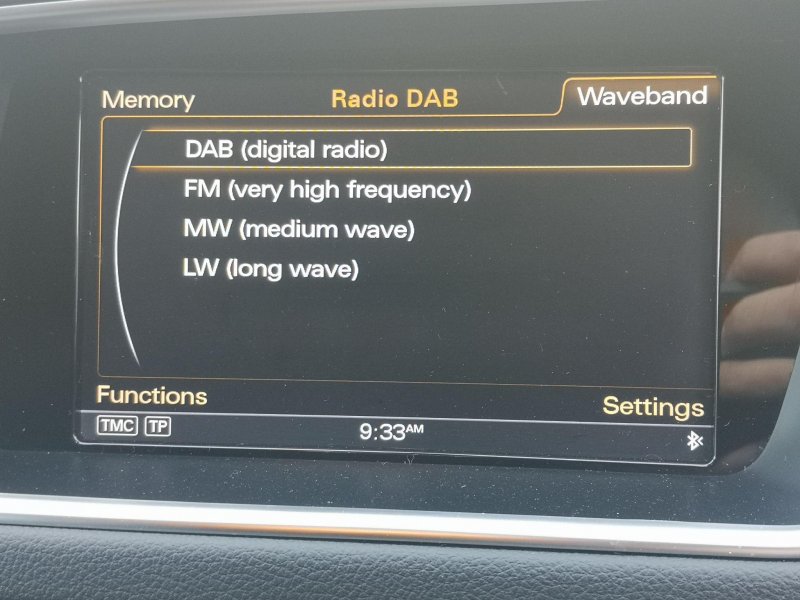 Memory Radio DAB Waveband
DAB (digital radio)
FM (very high frequency)
MW (medium wave)
LW (long wave)
Functions Settings
TMC TP 9:33AM